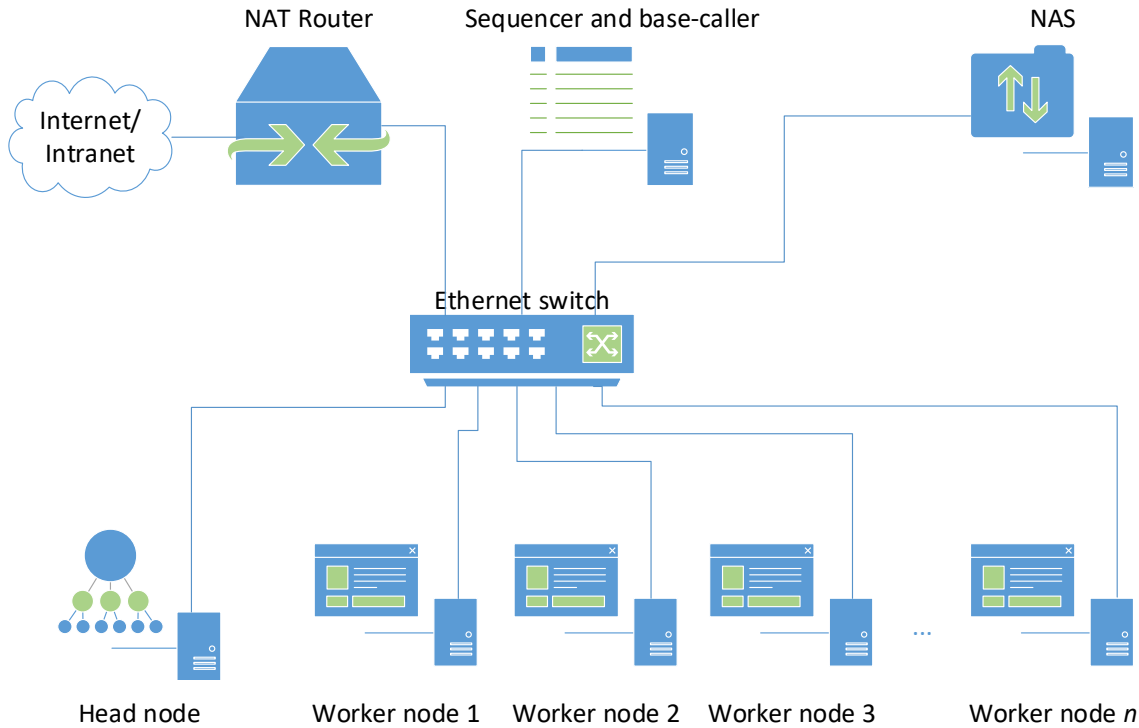 NAT Router
Sequencer and base-caller
NAS
Internet/
Intranet
Ethernet switch
...
Head node
Worker node 1
Worker node 2
Worker node 3
Worker node n